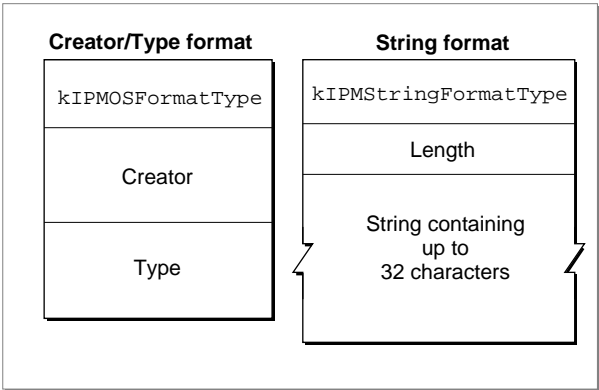 Creator/Type format
kIPMOSFormatType
Creator
Type
String format
kIPMStringFormatType
Length
String containing
up to
32 characters